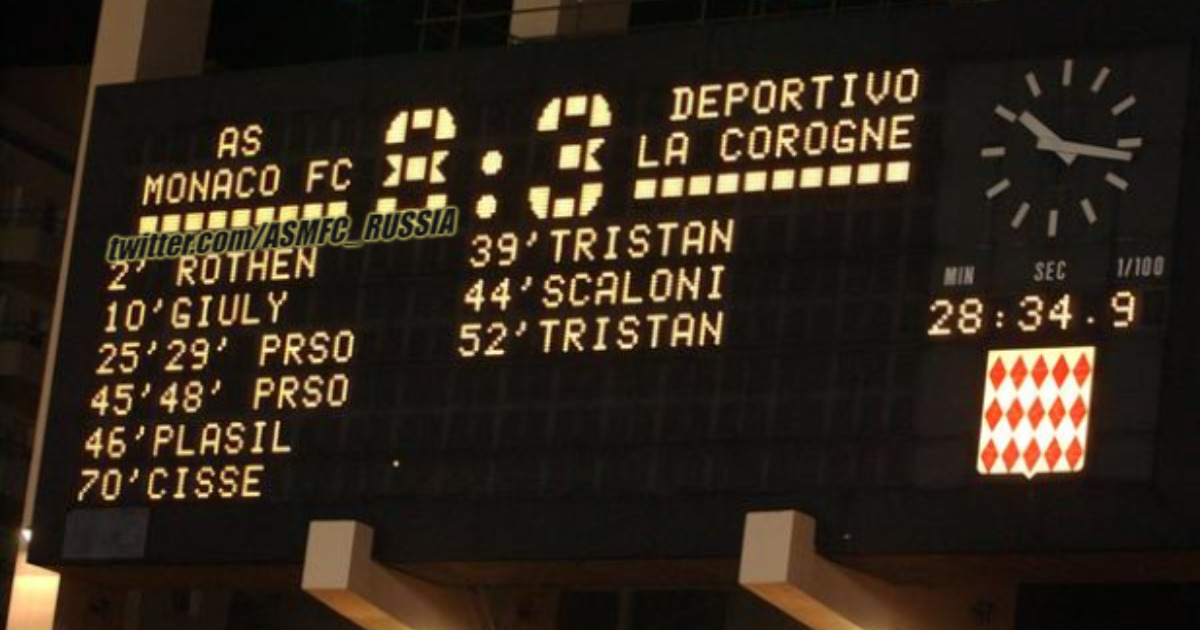 AS
MONACO FC
8:3
DEPORTIVO
LA COROGNE
twitter.com/ASMFC_RUSSIA
2' ROTHEN
10'GIULY
25'29' PRSO
45'48' PRSO
46'PLASIL
70'CISSE
39'TRISTAN
44'SCALONI
52'TRISTAN
MIN SEC 1/100
28:34.9